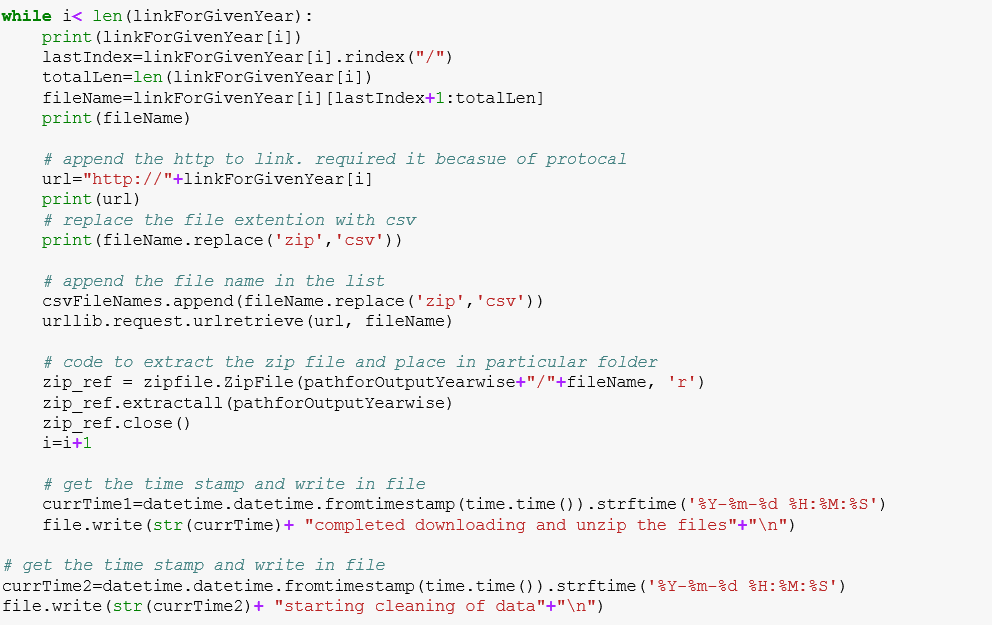 while i< len(linkForGivenYear):
    print(linkForGivenYear[i])
    lastIndex=linkForGivenYear[i].rindex("/")
    totalLen=len(linkForGivenYear[i])
    fileName=linkForGivenYear[i][lastIndex+1:totalLen]
    print(fileName)

    # append the http to link. required it becasue of protocal
    url="http://"+linkForGivenYear[i]
    print(url)
    # replace the file extention with csv
    print(fileName.replace('zip','csv'))

    # append the file name in the list
    csvFileNames.append(fileName.replace('zip','csv'))
    urllib.request.urlretrieve(url, fileName)

    # code to extract the zip file and place in particular folder
    zip_ref = zipfile.ZipFile(pathforOutputYearwise+"/"+fileName, 'r')
    zip_ref.extractall(pathforOutputYearwise)
    zip_ref.close()
    i=i+1

    # get the time stamp and write in file
    currTime1=datetime.datetime.fromtimestamp(time.time()).strftime('%Y-%m-%d %H:%M:%S')
    file.write(str(currTime)+ "completed downloading and unzip the files"+"\n")

# get the time stamp and write in file
currTime2=datetime.datetime.fromtimestamp(time.time()).strftime('%Y-%m-%d %H:%M:%S')
file.write(str(currTime2)+ "starting cleaning of data"+"\n")